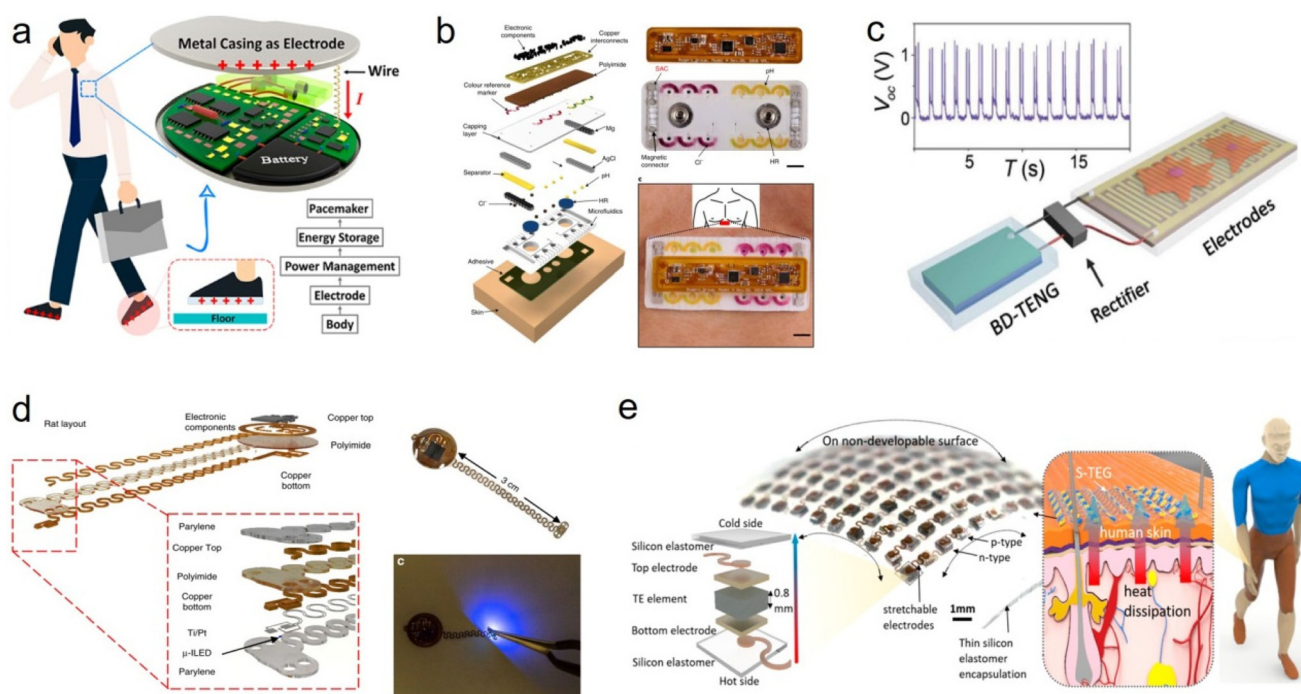 a
Metal Casing as Electrode
Wire
I
Battery
Pacemaker
Energy Storage
Power Management
Electrode
Body
Floor
b
Electronic
components
Copper
interconnects
Polyimide
Colour reference
marker
Capping
layer
Mg
AgCl
Separator
pH
Cl-
HR
Microfluidics
Adhesive
Skin
SAC
pH
Magnetic
connector
Cl-
HR
c
c
Voc (V)
1
0
5
10
15
T (s)
Electrodes
Rectifier
BD-TENG
d
Rat layout
Electronic
components
Copper top
Polyimide
Copper
bottom
Parylene
Copper Top
Polyimide
Copper
bottom
Ti/Pt
μ-ILED
Parylene
3 cm
c
e
On non-developable surface
Cold side
Silicon elastomer
Top electrode
TE element
Bottom electrode
Silicon elastomer
Hot side
0.8
mm
p-type
n-type
stretchable
electrodes
1mm
Thin silicon
elastomer
encapsulation
S-TEG
human skin
heat
dissipation